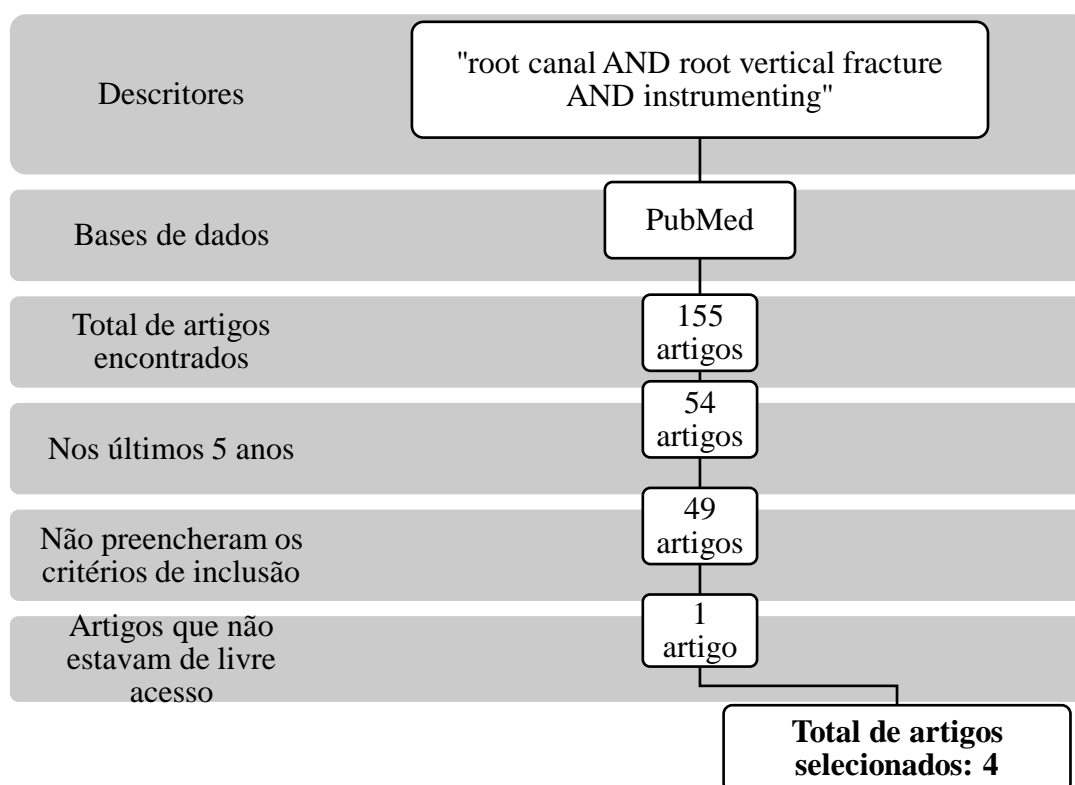 Descritores
"root canal AND root vertical fracture
AND instrumenting"
Bases de dados
PubMed
Total de artigos
encontrados
155
artigos
Nos últimos 5 anos
54
artigos
Não preencheram os
critérios de inclusão
49
artigos
Artigos que não
estavam de livre
acesso
1
artigo
Total de artigos
selecionados: 4